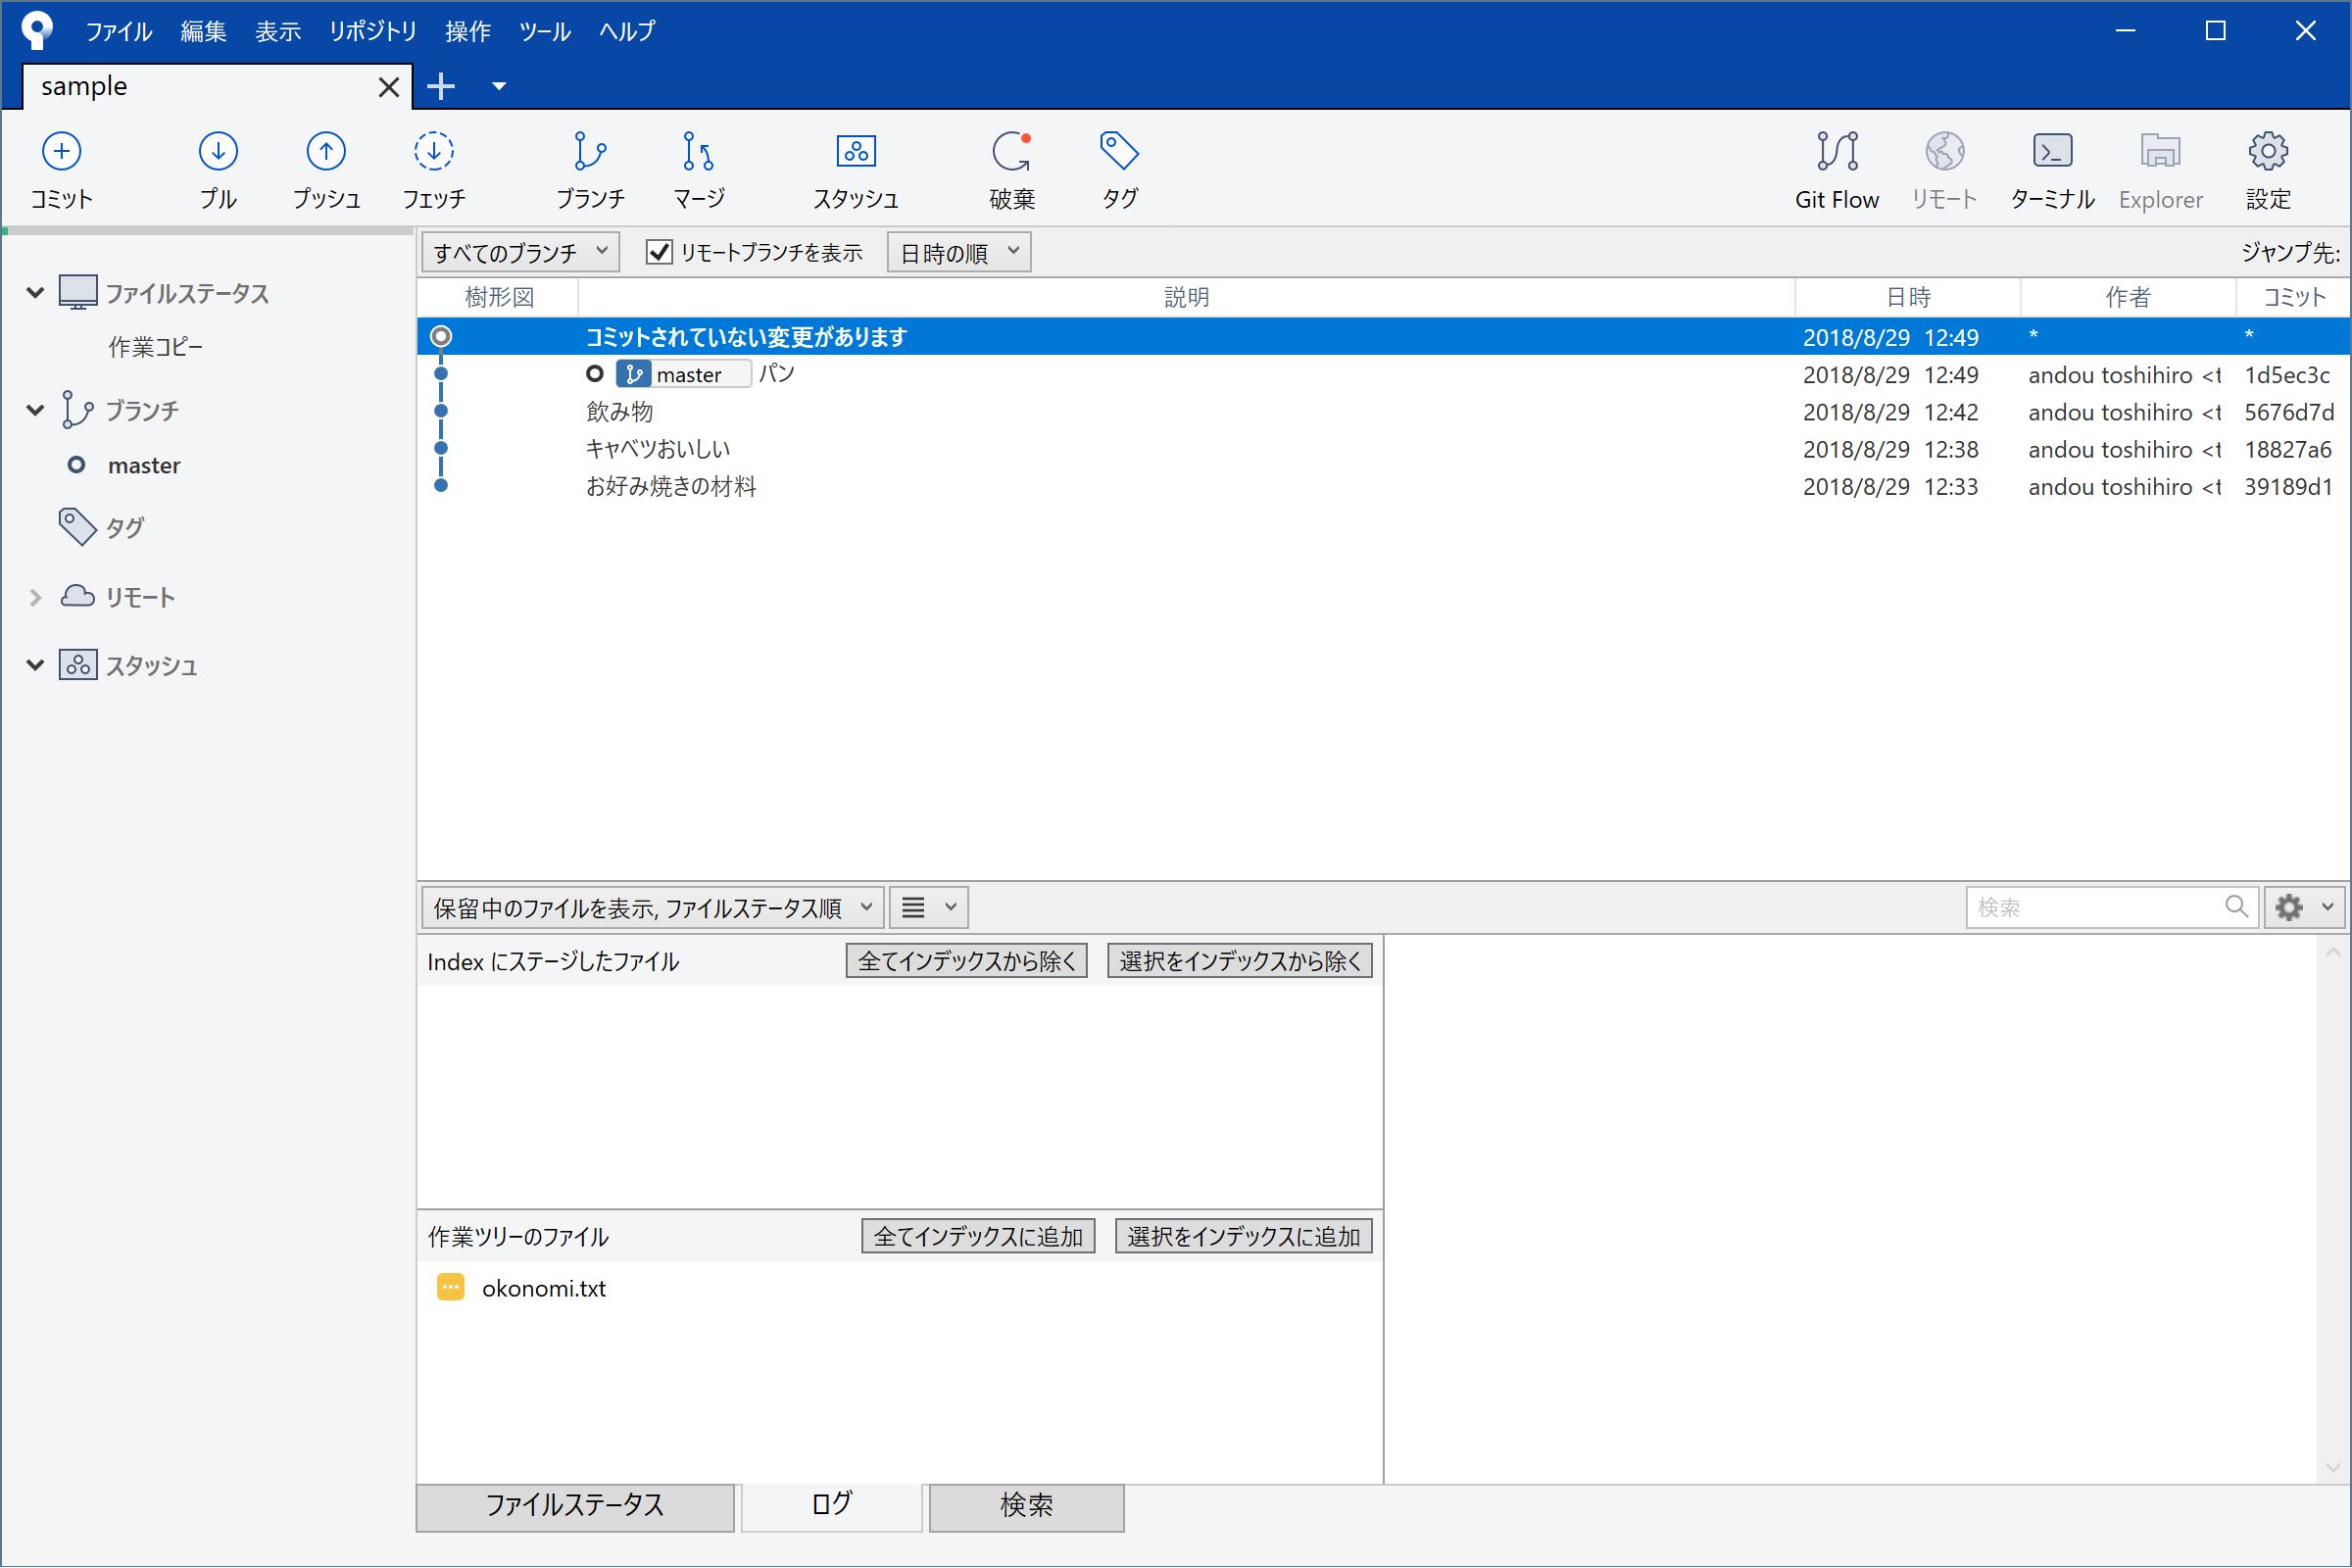 ファイル 編集 表示 リポジトリ 操作 ツール ヘルプ
sample
コミット プル プッシュ フェッチ ブランチ マージ スタッシュ 破棄 タグ Git Flow リモート ターミナル Explorer 設定
すべてのブランチ リモートブランチを表示 日時の順 ジャンプ先:
ファイルステータス
作業コピー
ブランチ
master
タグ
リモート
スタッシュ
樹形図 説明 日時 作者 コミット
コミットされていない変更があります 2018/8/29 12:49 * *
master パン 2018/8/29 12:49 andou toshihiro <t 1d5ec3c
飲み物 2018/8/29 12:42 andou toshihiro <t 5676d7d
キャベツおいしい 2018/8/29 12:38 andou toshihiro <t 18827a6
お好み焼きの材料 2018/8/29 12:33 andou toshihiro <t 39189d1
保留中のファイルを表示, ファイルステータス順 検索
Index にステージしたファイル 全てインデックスから除く 選択をインデックスから除く
作業ツリーのファイル 全てインデックスに追加 選択をインデックスに追加
okonomi.txt
ファイルステータス ログ 検索